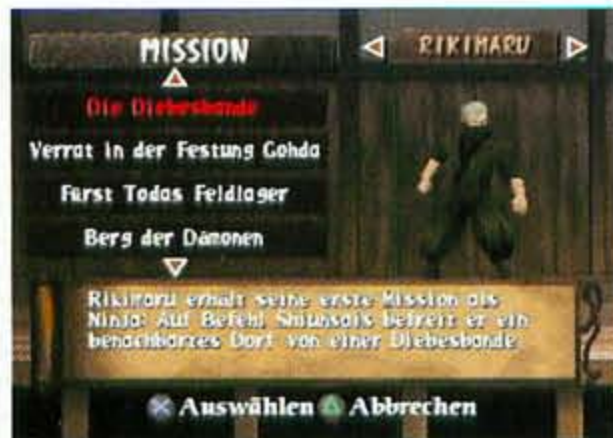 MISSION
RIKIMARU
Die Diebesbande
Verrat in der Festung Gohda
Fürst Todas Feldlager
Berg der Dämonen
Rikimaru erhält seine erste Mission als
Ninja: Auf Befehl Shiunsais befreit er ein
benachbartes Dorf von einer Diebesbande
Auswählen Abbrechen